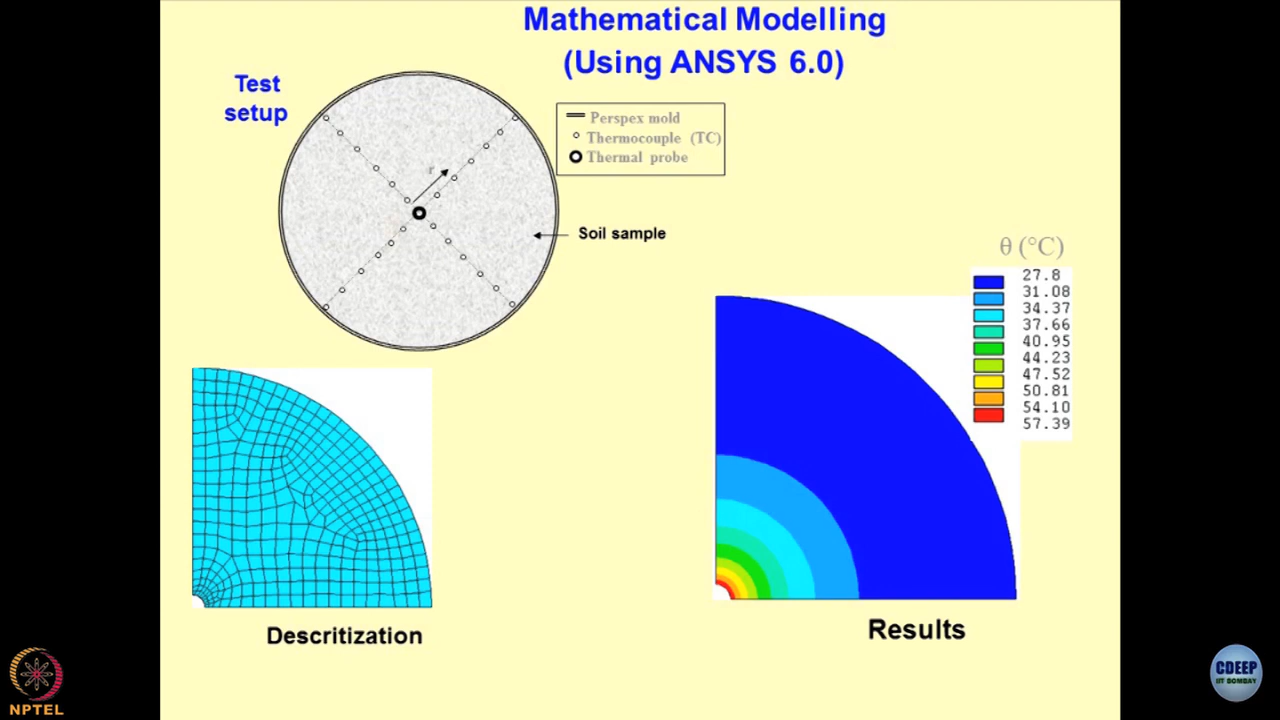 Mathematical Modelling
(Using ANSYS 6.0)
Test
setup
Perspex mold
Thermocouple (TC)
Thermal probe
r
Soil sample
θ (°C)
27.8
31.08
34.37
37.66
40.95
44.23
47.52
50.81
54.10
57.39
Descritization
Results
NPTEL
CDEEP
IIT BOMBAY